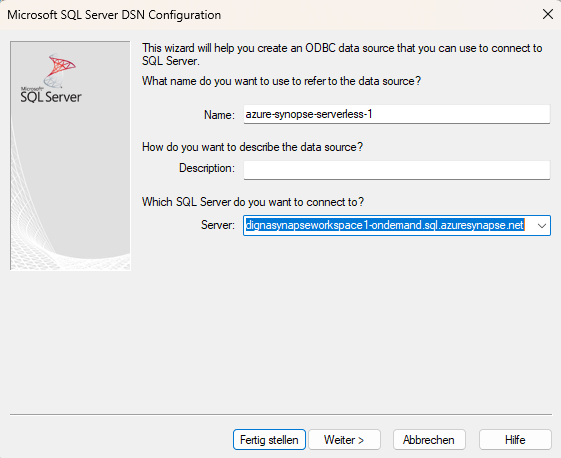 Microsoft SQL Server DSN Configuration
This wizard will help you create an ODBC data source that you can use to connect to
SQL Server.
What name do you want to use to refer to the data source?
Microsoft
SQL Server
Name: azure-synopse-serverless-1
How do you want to describe the data source?
Description:
Which SQL Server do you want to connect to?
Server: dignasynapseworkspace1-ondemand.sql.azuresynapse.net
Fertig stellen Weiter > Abbrechen Hilfe